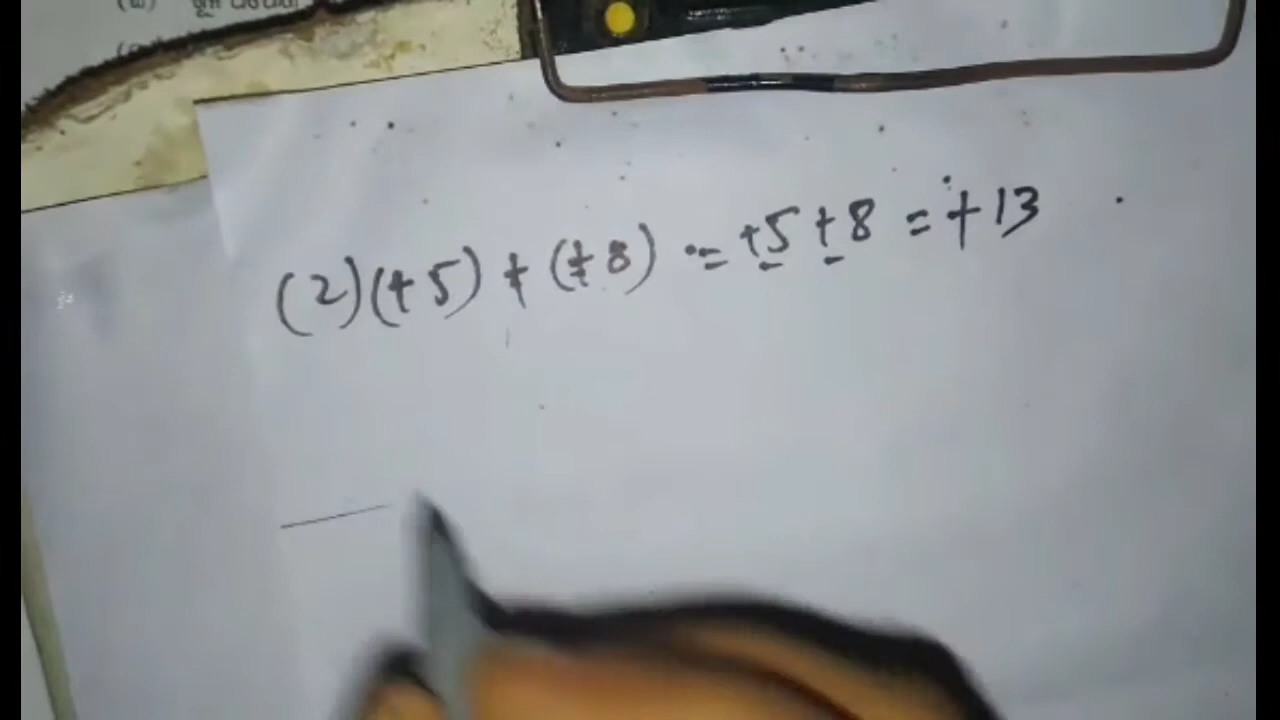 (2)(+5) + (+8) = +5 + 8 = +13